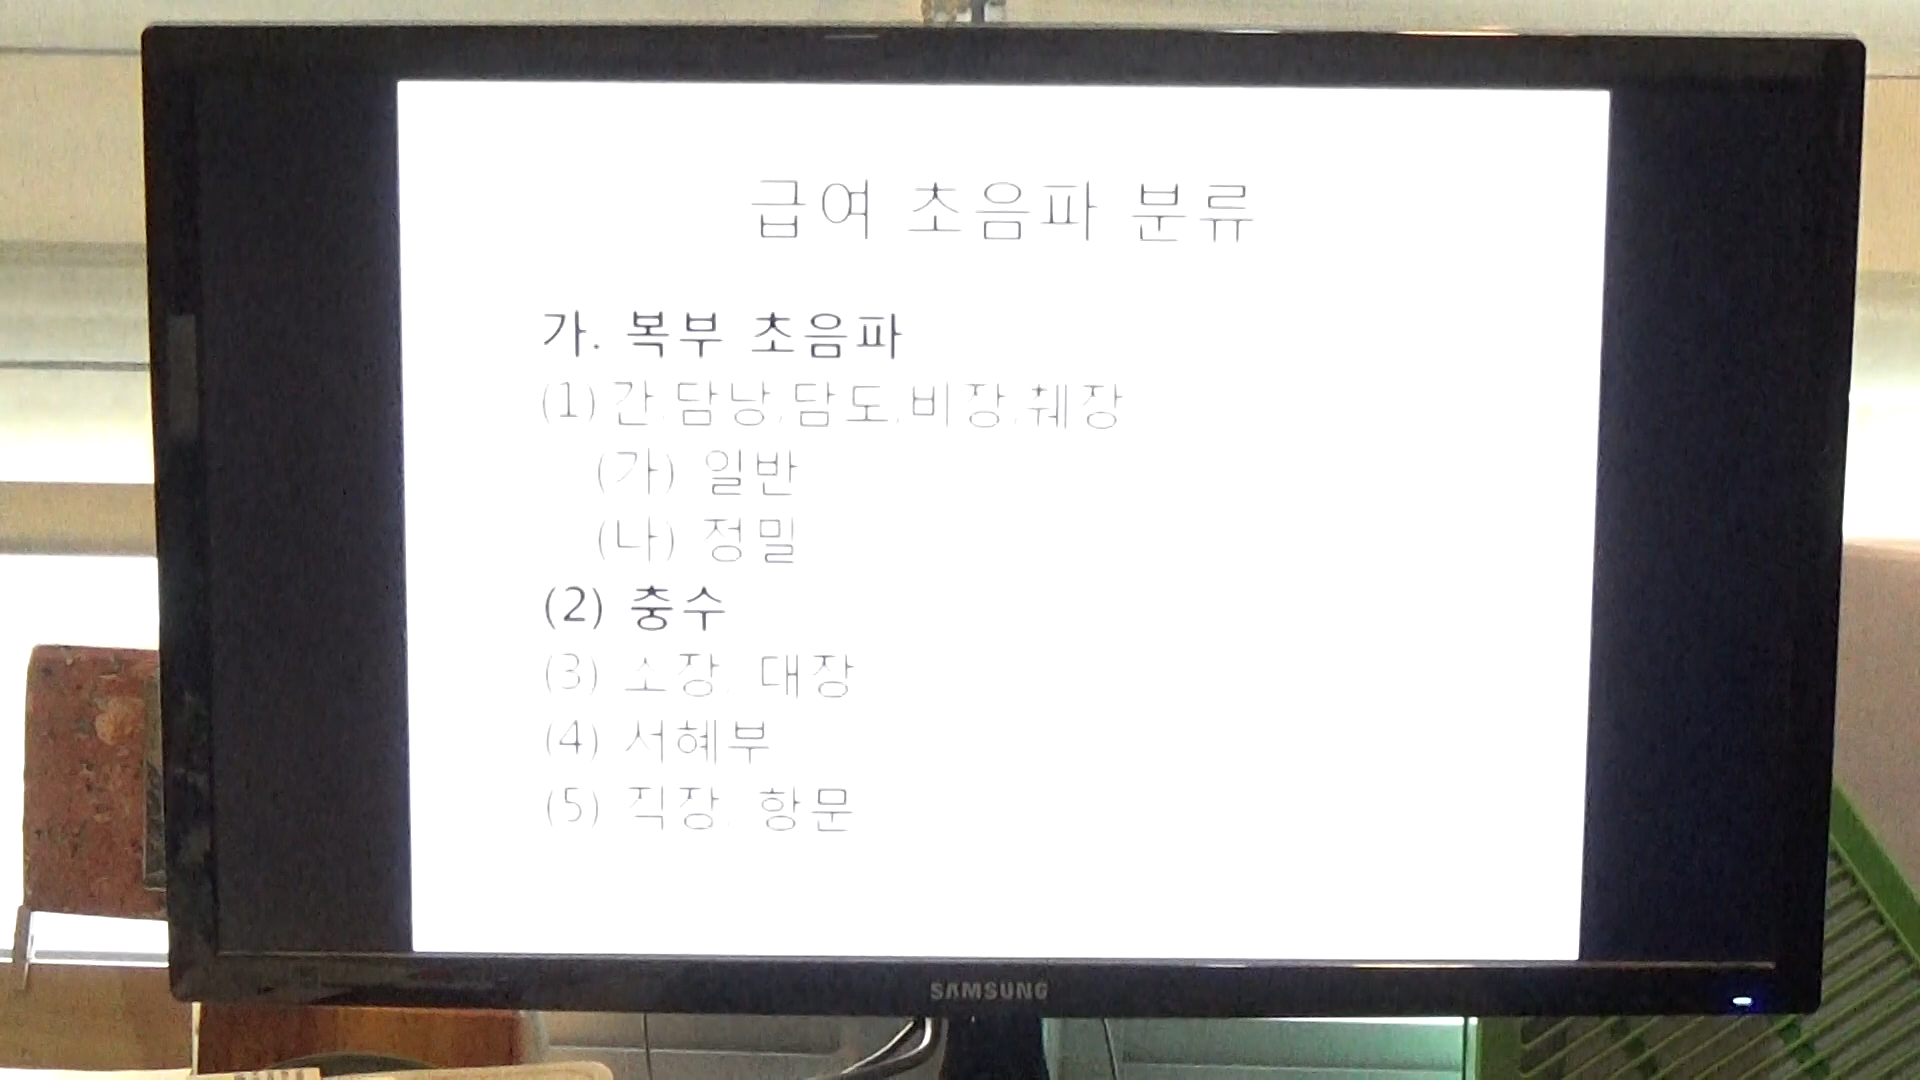 급여 초음파 분류
가. 복부 초음파
(1) 간,담낭,담도,비장,췌장
(가) 일반
(나) 정밀
(2) 충수
(3) 소장, 대장
(4) 서혜부
(5) 직장, 항문
SAMSUNG